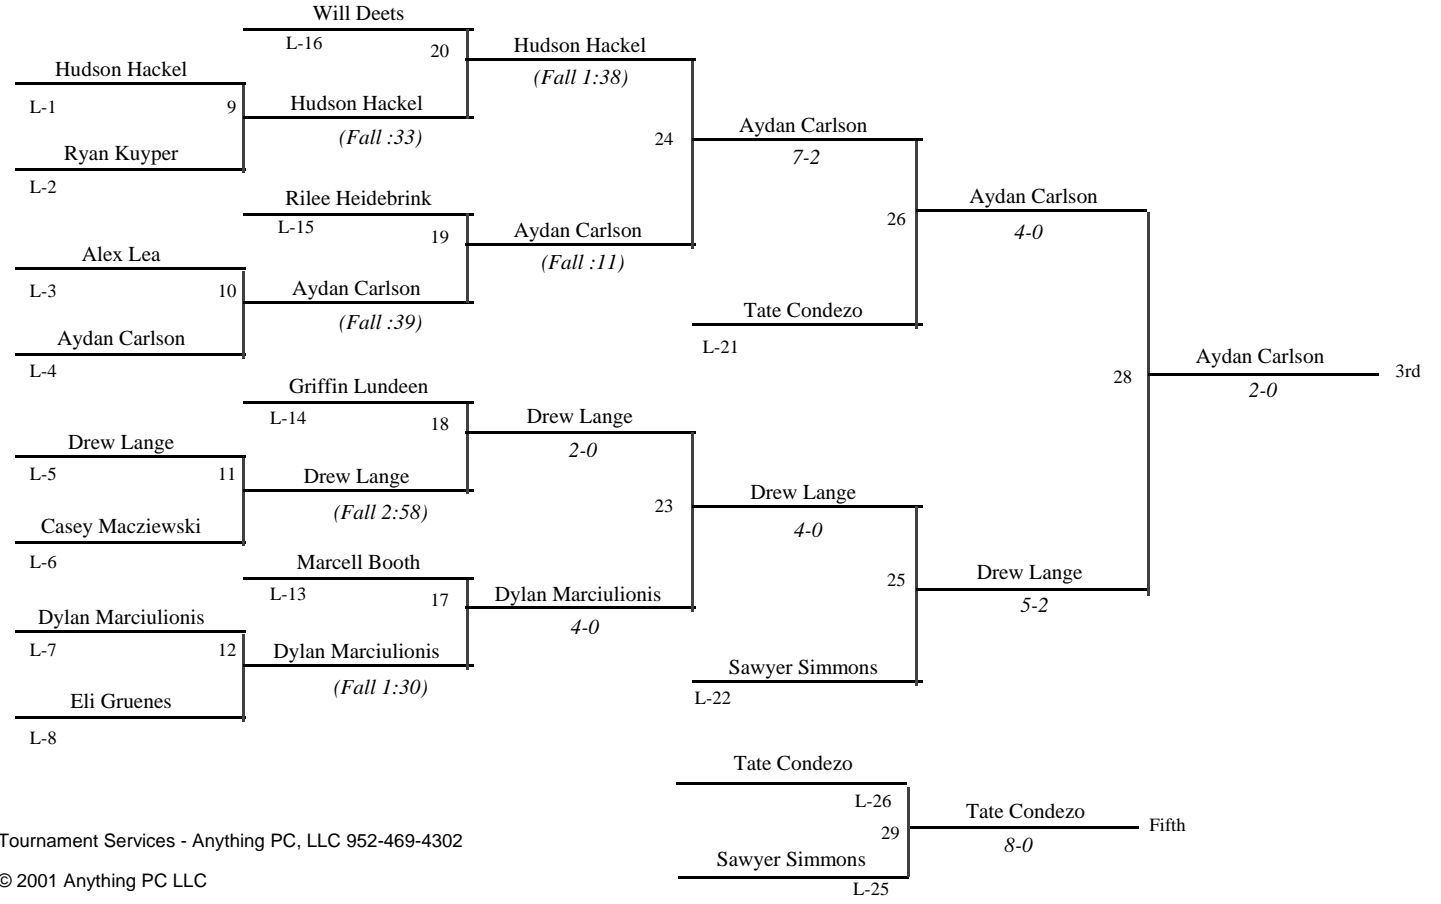 Will Deets
L-16
20
Hudson Hackel
(Fall 1:38)
Hudson Hackel
L-1
9
Hudson Hackel
(Fall :33)
Ryan Kuyper
L-2
24
Aydan Carlson
7-2
Rilee Heidebrink
L-15
19
Aydan Carlson
(Fall :11)
26
Aydan Carlson
4-0
Alex Lea
L-3
10
Aydan Carlson
(Fall :39)
Aydan Carlson
L-4
Tate Condezo
L-21
28
Aydan Carlson
2-0
3rd
Griffin Lundeen
L-14
18
Drew Lange
2-0
Drew Lange
L-5
11
Drew Lange
(Fall 2:58)
Casey Macziewski
L-6
23
Drew Lange
4-0
Marcell Booth
L-13
17
Dylan Marciulionis
4-0
25
Drew Lange
5-2
Dylan Marciulionis
L-7
12
Dylan Marciulionis
(Fall 1:30)
Eli Gruenes
L-8
Sawyer Simmons
L-22
Tate Condezo
L-26
29
Tate Condezo
8-0
Fifth
Sawyer Simmons
L-25
Tournament Services - Anything PC, LLC 952-469-4302
© 2001 Anything PC LLC